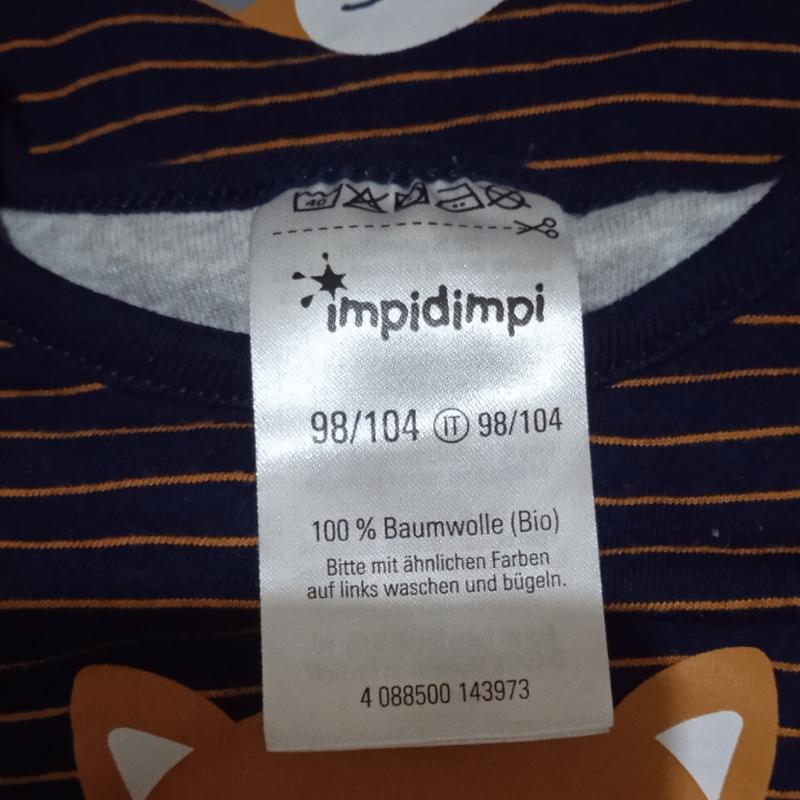 40
impidimpi
98/104 IT 98/104
100 % Baumwolle (Bio)
Bitte mit ähnlichen Farben
auf links waschen und bügeln.
4 088500 143973